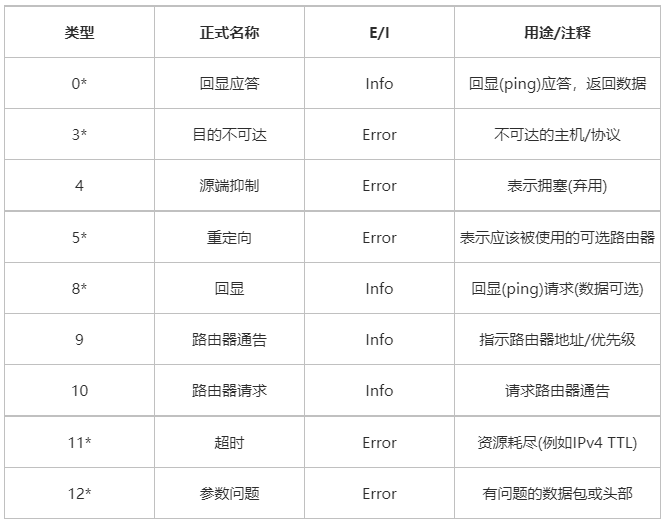 类型 正式名称 E/I 用途/注释
0* 回显应答 Info 回显(ping)应答，返回数据
3* 目的不可达 Error 不可达的主机/协议
4 源端抑制 Error 表示拥塞(弃用)
5* 重定向 Error 表示应该被使用的可选路由器
8* 回显 Info 回显(ping)请求(数据可选)
9 路由器通告 Info 指示路由器地址/优先级
10 路由器请求 Info 请求路由器通告
11* 超时 Error 资源耗尽(例如IPv4 TTL)
12* 参数问题 Error 有问题的数据包或头部